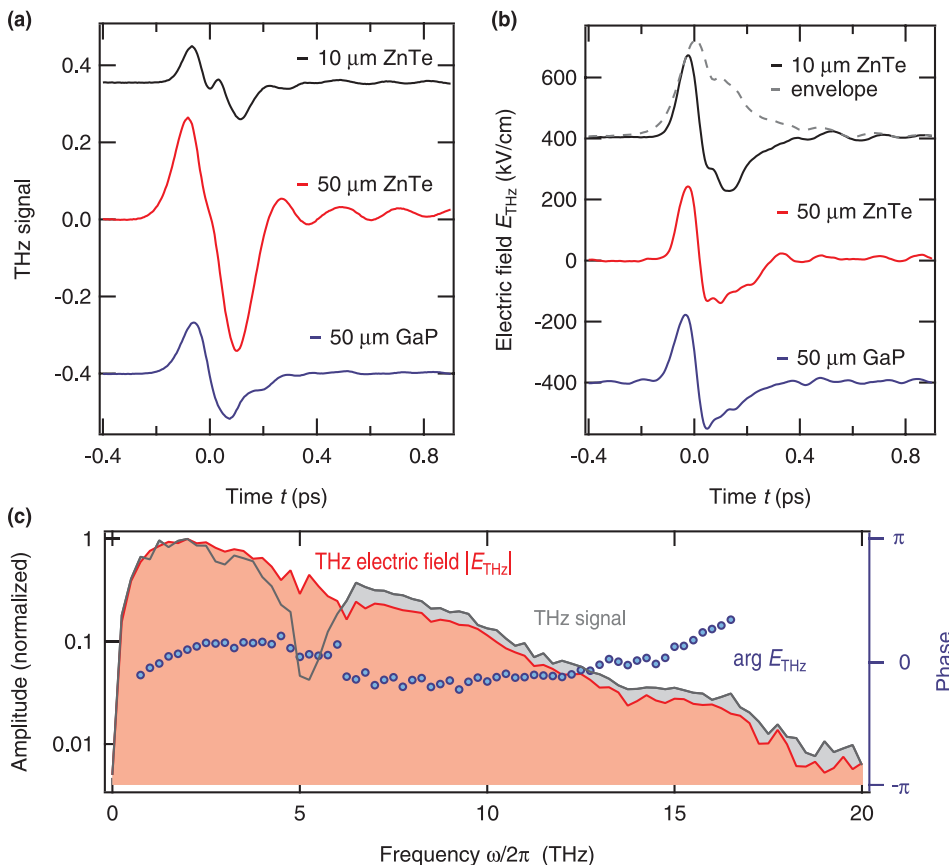 (a)
10 μm ZnTe
50 μm ZnTe
50 μm GaP
THz signal
0.4
0.2
0.0
-0.2
-0.4
-0.4
0.0
0.4
0.8
Time t (ps)
(b)
10 μm ZnTe
envelope
50 μm ZnTe
50 μm GaP
Electric field ETHz (kV/cm)
600
400
200
0
-200
-400
-0.4
0.0
0.4
0.8
Time t (ps)
(c)
THz electric field |ETHz|
THz signal
arg ETHz
Amplitude (normalized)
1
0.1
0.01
π
0
-π
Phase
0
5
10
15
20
Frequency ω/2π (THz)